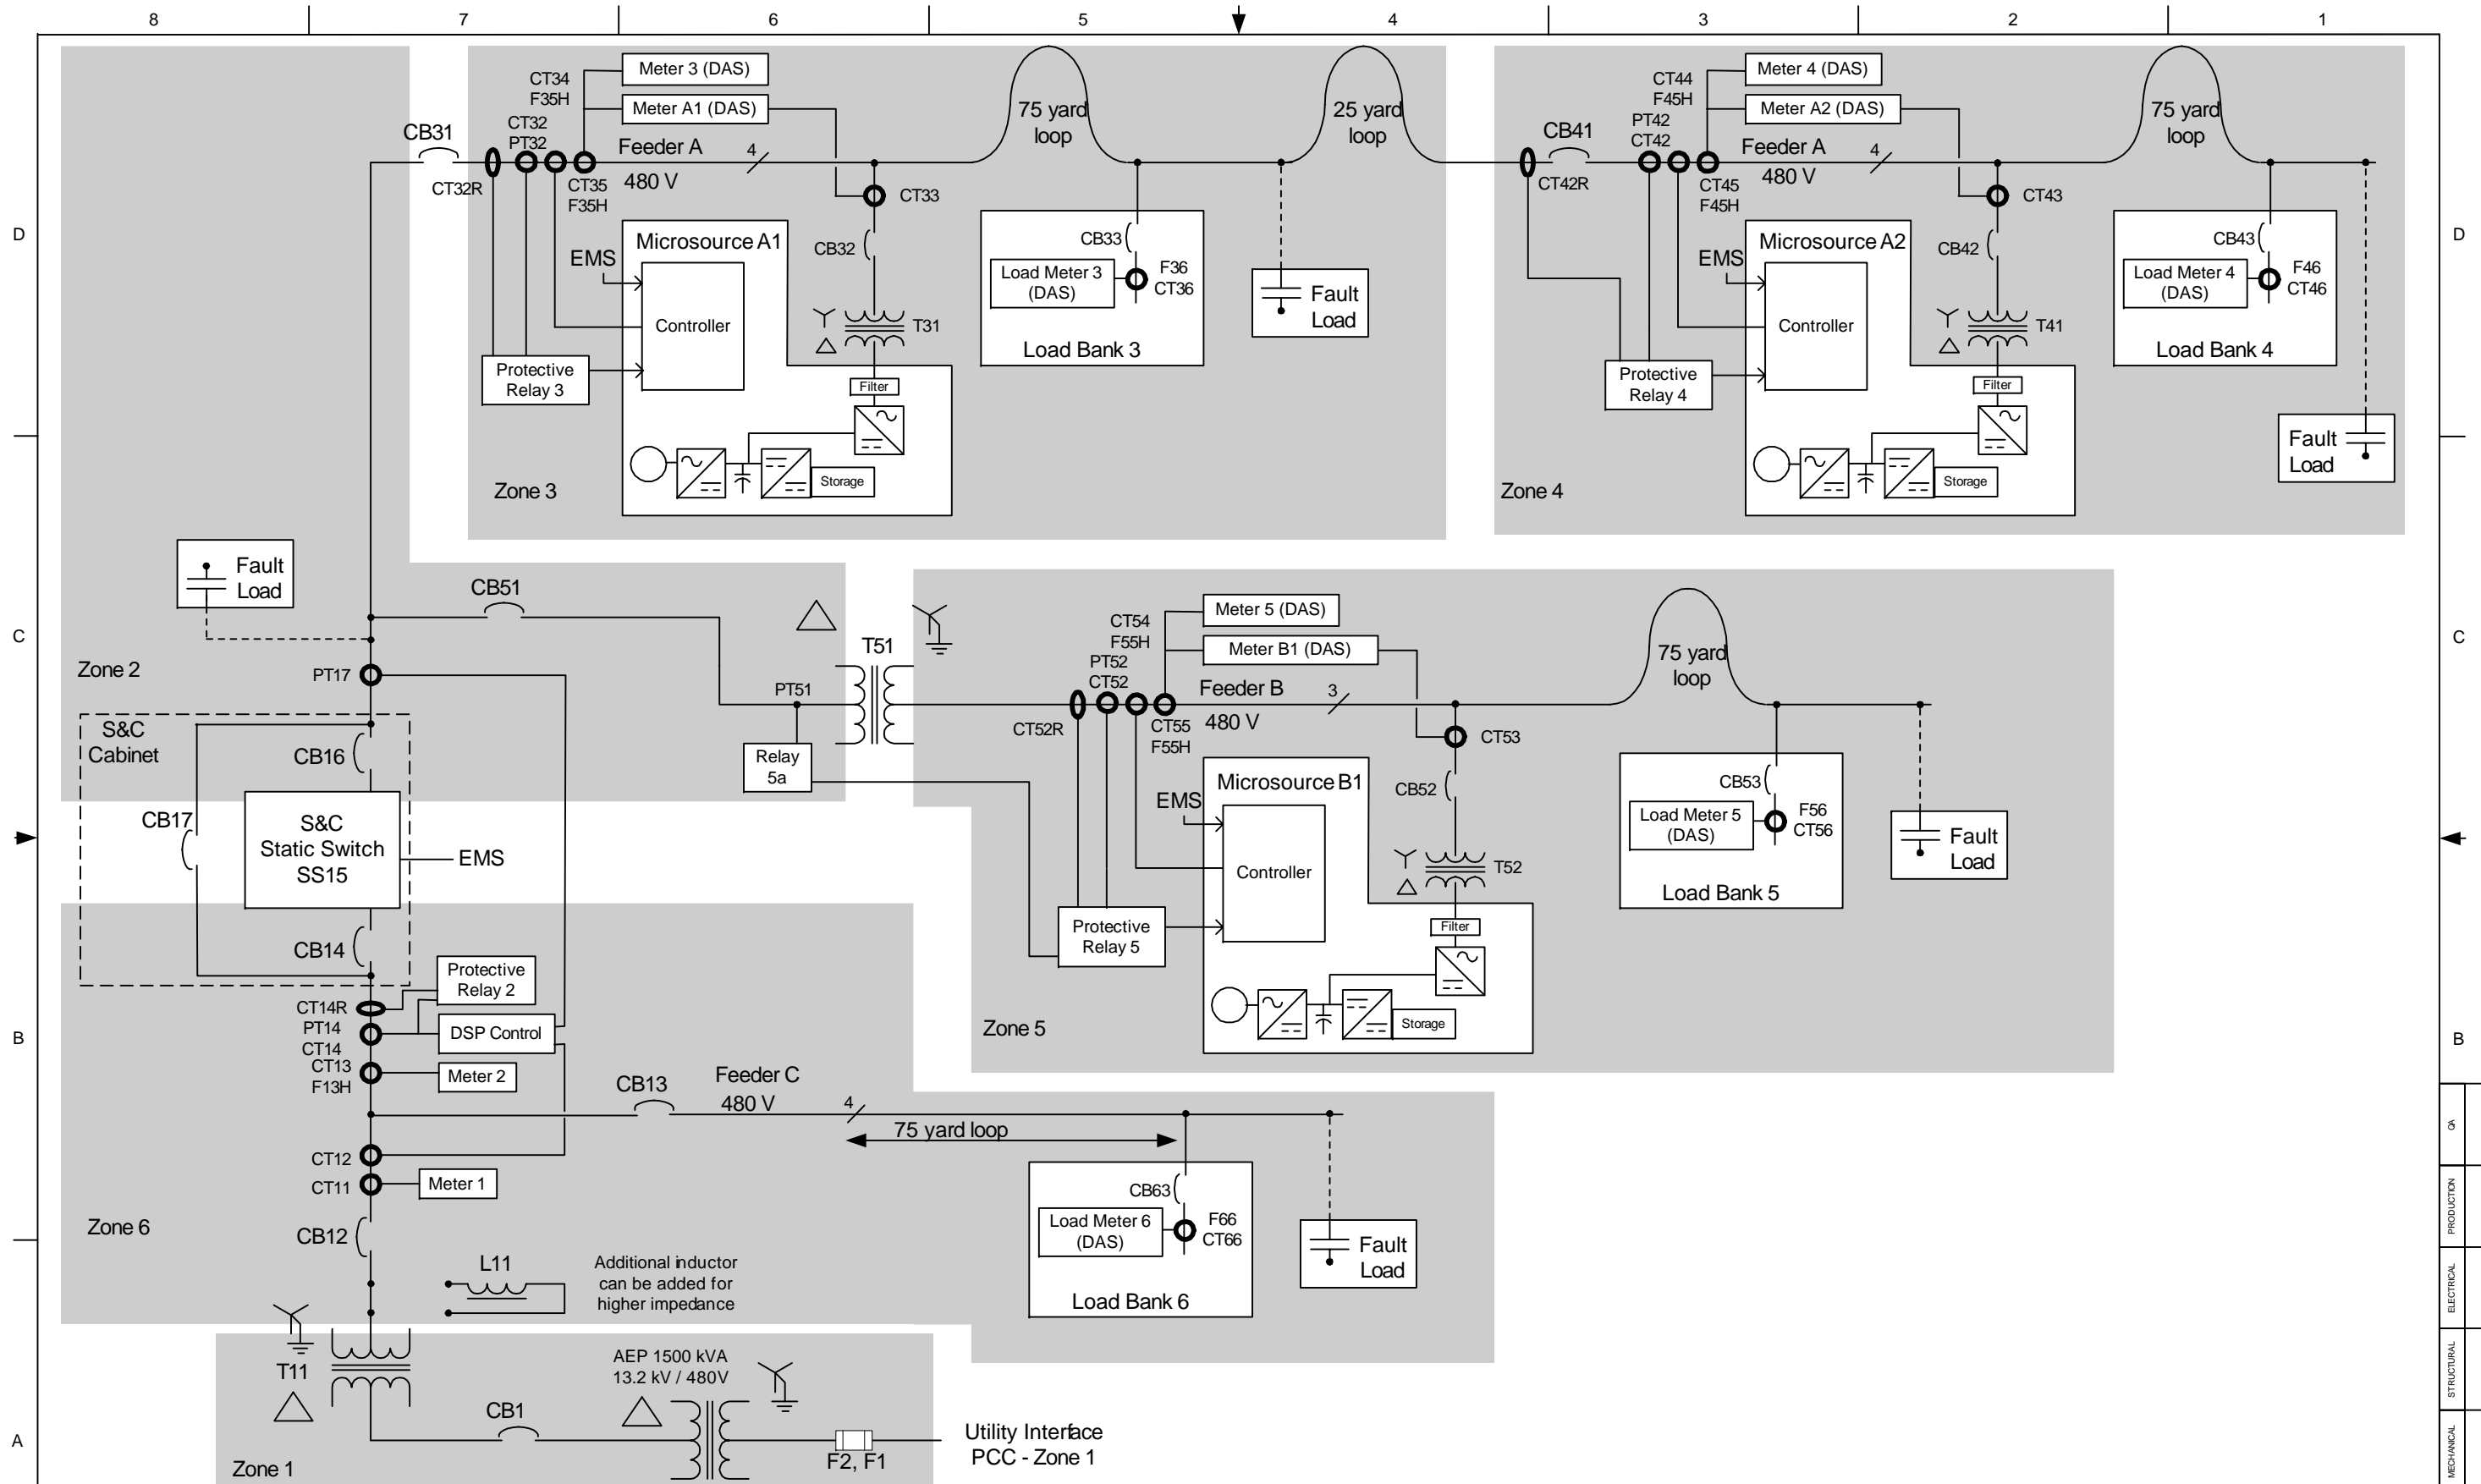 8 7 6 5 4 3 2 1
Meter 3 (DAS)
CT34
F35H
Meter A1 (DAS)
CT32
PT32
CB31
CT32R
Feeder A
4
480 V
CT35
F35H
CT33
75 yard
loop
25 yard
loop
EMS
Microsource A1
Controller
CB32
T31
Filter
Storage
Protective
Relay 3
CB33
Load Meter 3
(DAS)
F36
CT36
Load Bank 3
Fault
Load
Zone 3
Meter 4 (DAS)
CT44
F45H
Meter A2 (DAS)
PT42
CT42
CB41
CT42R
Feeder A
4
480 V
CT45
F45H
CT43
75 yard
loop
EMS
Microsource A2
Controller
CB42
T41
Filter
Storage
Protective
Relay 4
CB43
Load Meter 4
(DAS)
F46
CT46
Load Bank 4
Fault
Load
Zone 4
D
D
Fault
Load
CB51
C
C
Zone 2
PT17
T51
PT51
Relay
5a
Meter 5 (DAS)
CT54
F55H
Meter B1 (DAS)
PT52
CT52
CT52R
Feeder B
3
480 V
CT55
F55H
CT53
75 yard
loop
EMS
Microsource B1
Controller
CB52
T52
Filter
Storage
Protective
Relay 5
CB53
Load Meter 5
(DAS)
F56
CT56
Load Bank 5
Fault
Load
Zone 5
S&C
Cabinet
CB16
CB17
S&C
Static Switch
SS15
EMS
CB14
Protective
Relay 2
CT14R
PT14
CT14
DSP Control
CT13
F13H
Meter 2
B
B
CB13
Feeder C
480 V
4
75 yard loop
CT12
CT11
Meter 1
CB12
Zone 6
L11
Additional inductor
can be added for
higher impedance
CB63
Load Meter 6
(DAS)
F66
CT66
Load Bank 6
Fault
Load
T11
AEP 1500 kVA
13.2 kV / 480V
CB1
F2, F1
Utility Interface
PCC - Zone 1
Zone 1
A
QA
PRODUCTION
ELECTRICAL
STRUCTURAL
MECHANICAL